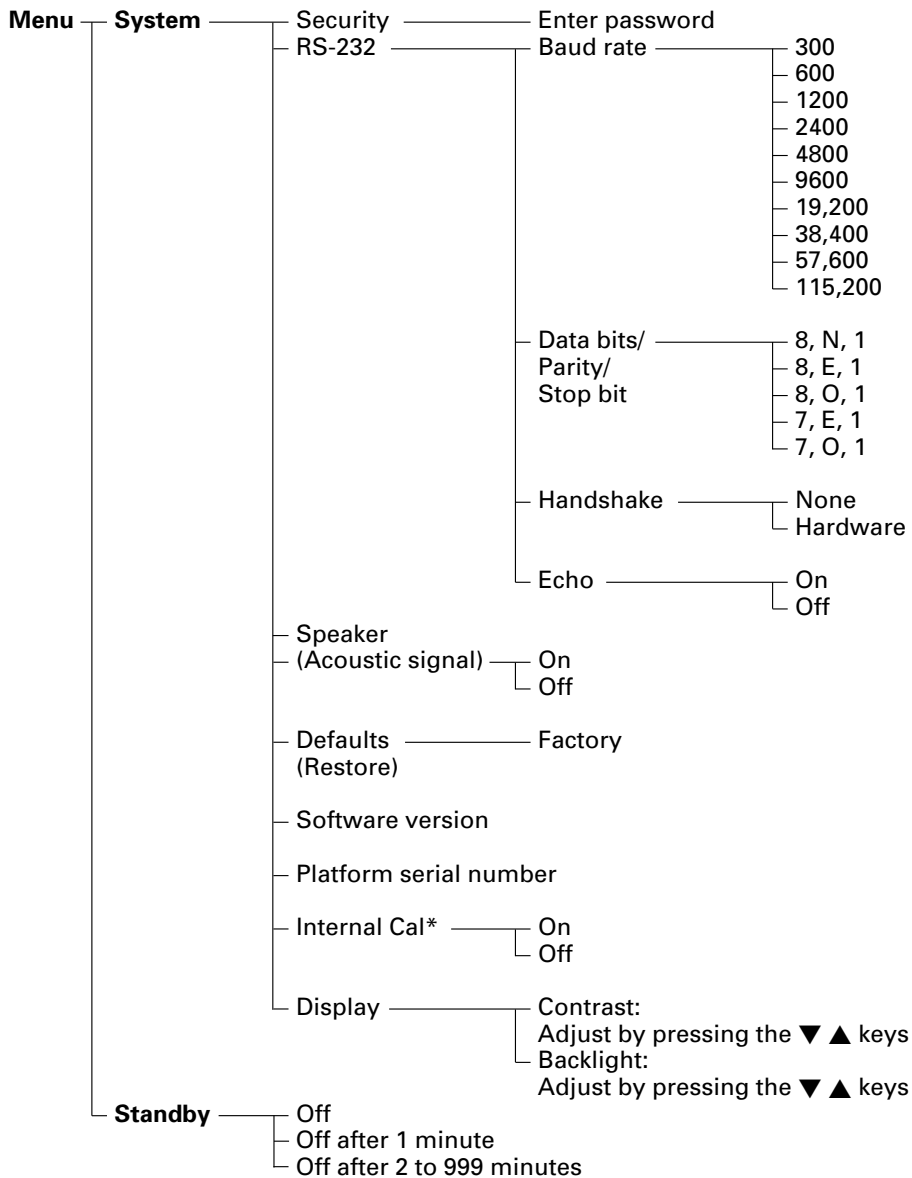 Menu System Security Enter password
RS-232 Baud rate 300
600
1200
2400
4800
9600
19,200
38,400
57,600
115,200
Data bits/ 8, N, 1
Parity/ 8, E, 1
Stop bit 8, O, 1
7, E, 1
7, O, 1
Handshake None
Hardware
Echo On
Off
Speaker
(Acoustic signal) On
Off
Defaults Factory
(Restore)
Software version
Platform serial number
Internal Cal* On
Off
Display Contrast:
Adjust by pressing the ▼ ▲ keys
Backlight:
Adjust by pressing the ▼ ▲ keys
Standby Off
Off after 1 minute
Off after 2 to 999 minutes